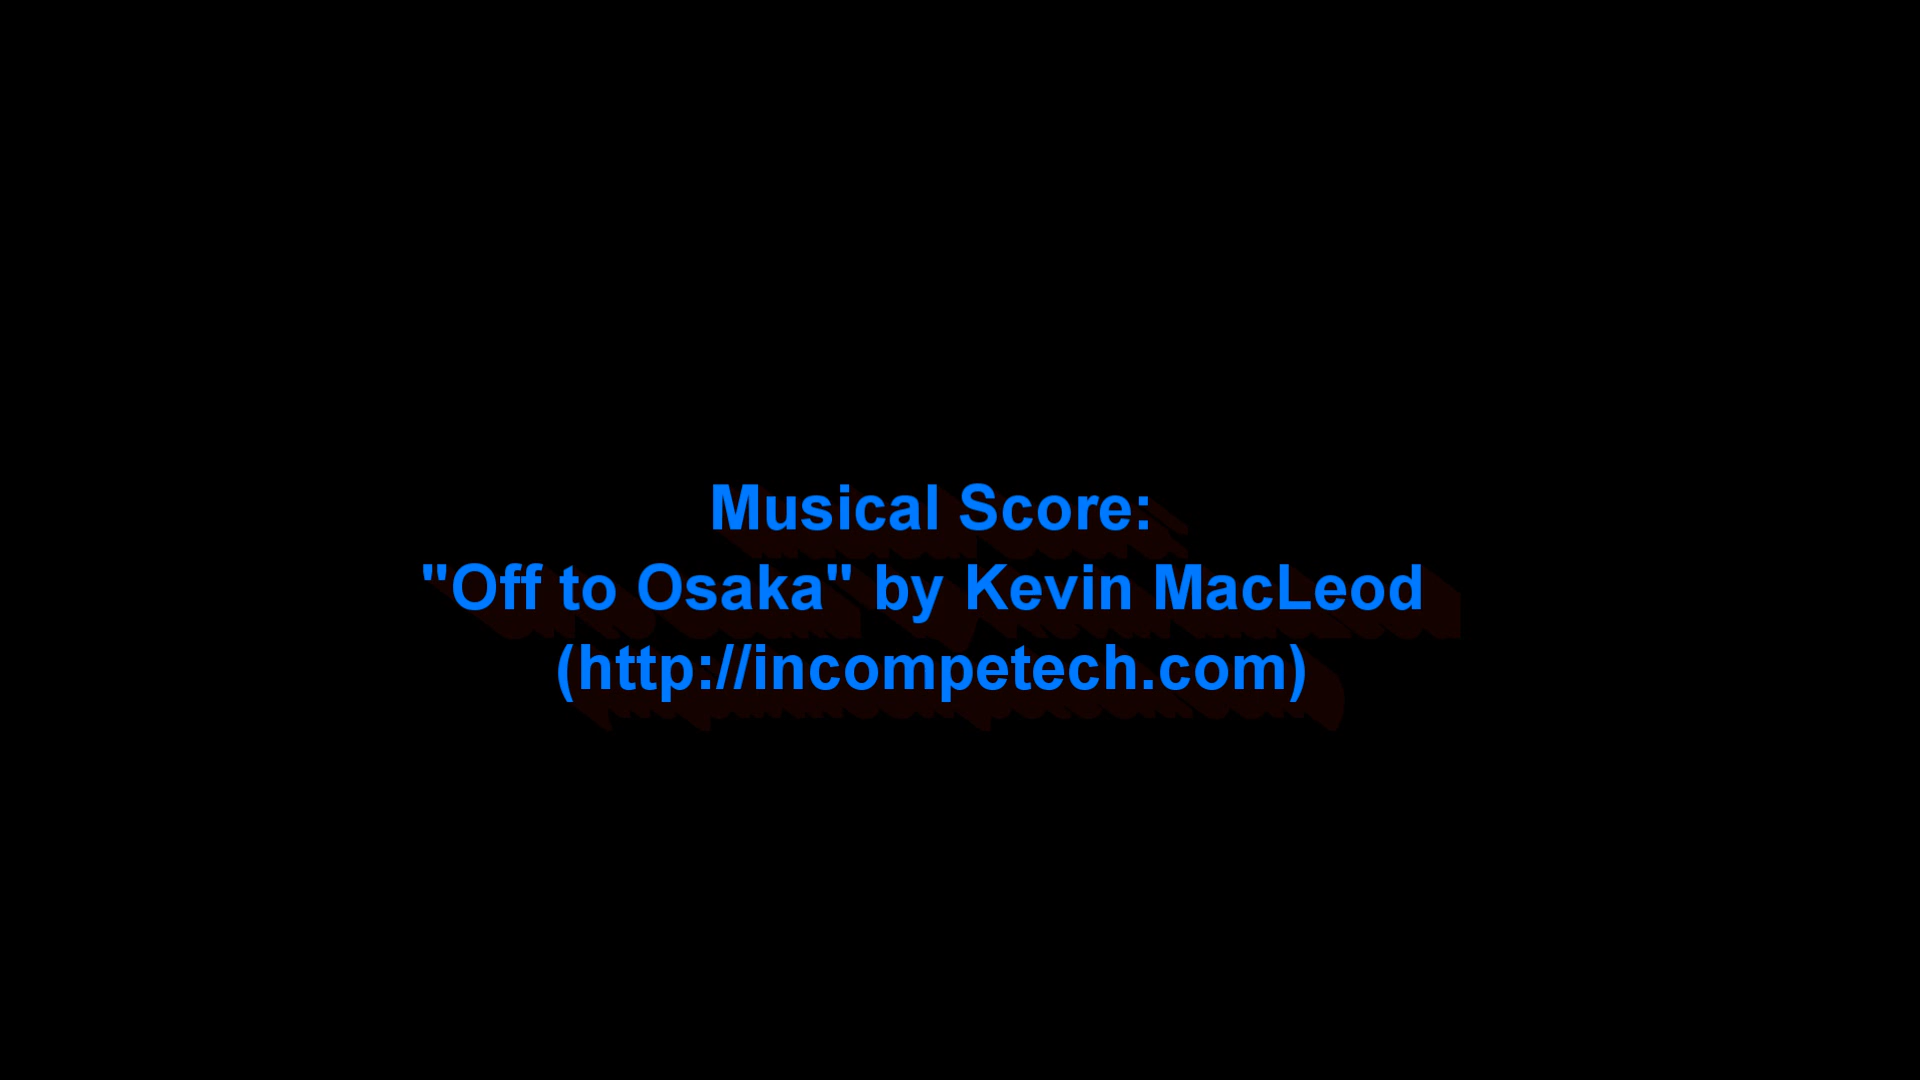 Musical Score:
"Off to Osaka" by Kevin MacLeod
(http://incompetech.com)